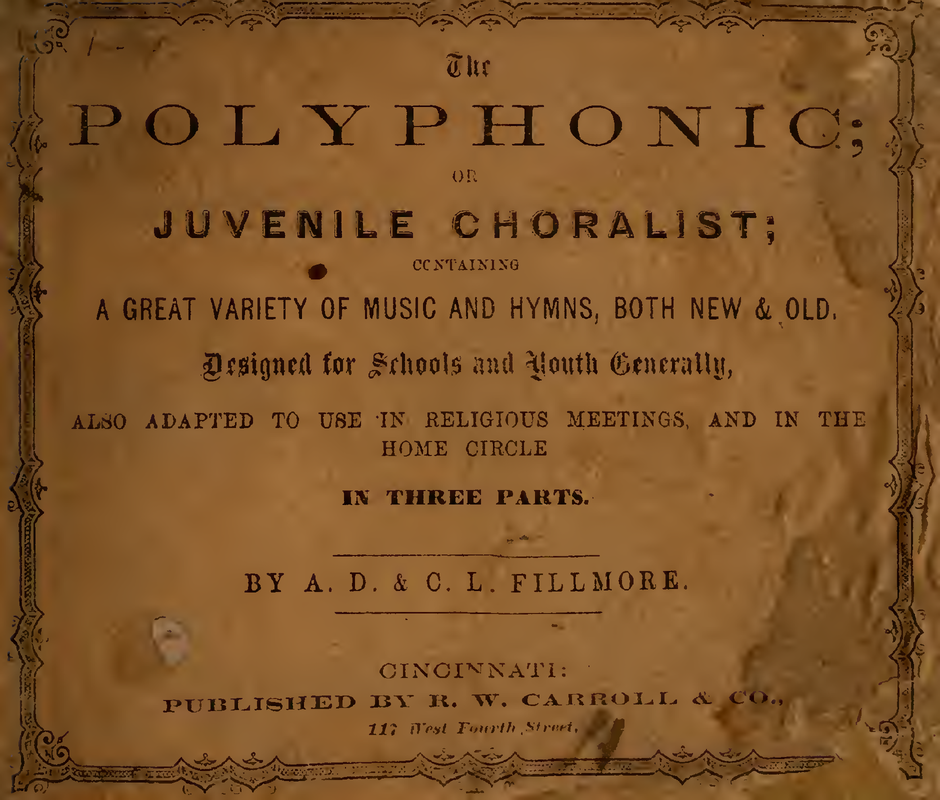 The
POLYPHONIC;
OR
JUVENILE CHORALIST;
CONTAINING
A GREAT VARIETY OF MUSIC AND HYMNS, BOTH NEW & OLD.
Designed for Schools and Youth Generally,
ALSO ADAPTED TO USE IN RELIGIOUS MEETINGS, AND IN THE
HOME CIRCLE
IN THREE PARTS.
BY A. D. & C. L. FILLMORE.
CINCINNATI:
PUBLISHED BY R. W. CARROLL & CO.,
117 West Fourth Street.